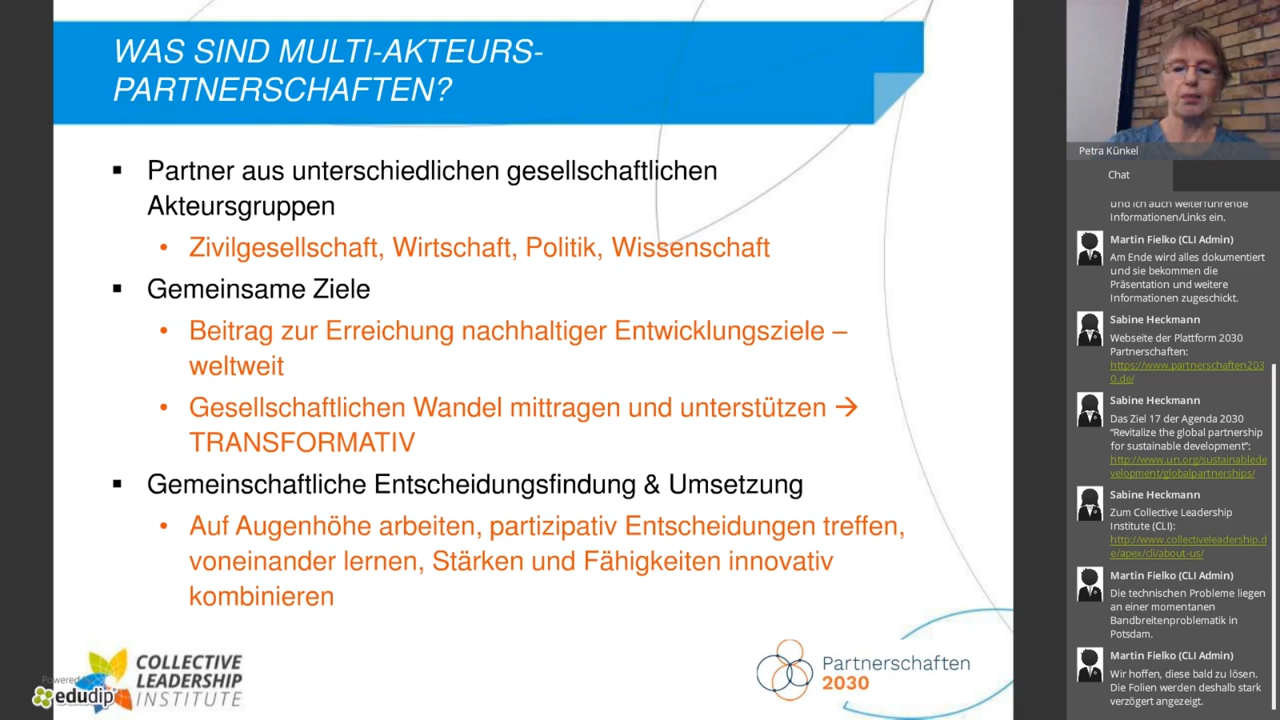 WAS SIND MULTI-AKTEURS-
PARTNERSCHAFTEN?
Partner aus unterschiedlichen gesellschaftlichen
Akteursgruppen
Zivilgesellschaft, Wirtschaft, Politik, Wissenschaft
Gemeinsame Ziele
Beitrag zur Erreichung nachhaltiger Entwicklungsziele –
weltweit
Gesellschaftlichen Wandel mittragen und unterstützen →
TRANSFORMATIV
Gemeinschaftliche Entscheidungsfindung & Umsetzung
Auf Augenhöhe arbeiten, partizipativ Entscheidungen treffen,
voneinander lernen, Stärken und Fähigkeiten innovativ
kombinieren
COLLECTIVE
LEADERSHIP
INSTITUTE
Powered
edudip
Partnerschaften
2030
Petra Künkel
Chat
und ich auch weiterführende
Informationen/Links ein.
Martin Fielko (CLI Admin)
Am Ende wird alles dokumentiert
und sie bekommen die
Präsentation und weitere
Informationen zugeschickt.
Sabine Heckmann
Webseite der Plattform 2030
Partnerschaften:
https://www.partnerschaften203
0.de/
Sabine Heckmann
Das Ziel 17 der Agenda 2030
"Revitalize the global partnership
for sustainable development":
http://www.un.org/sustainablede
velopment/globalpartnerships/
Sabine Heckmann
Zum Collective Leadership
Institute (CLI):
http://www.collectiveleadership.d
e/apex/cli/about-us/
Martin Fielko (CLI Admin)
Die technischen Probleme liegen
an einer momentanen
Bandbreitenproblematik in
Potsdam.
Martin Fielko (CLI Admin)
Wir hoffen, diese bald zu lösen.
Die Folien werden deshalb stark
verzögert angezeigt.